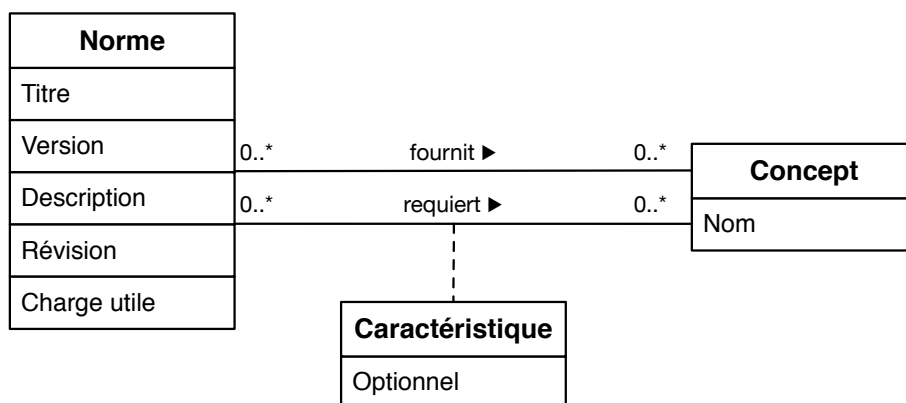 Norme
Titre
Version
Description
Révision
Charge utile
0..* fournit ▶ 0..*
0..* requiert ▶ 0..*
Concept
Nom
Caractéristique
Optionnel